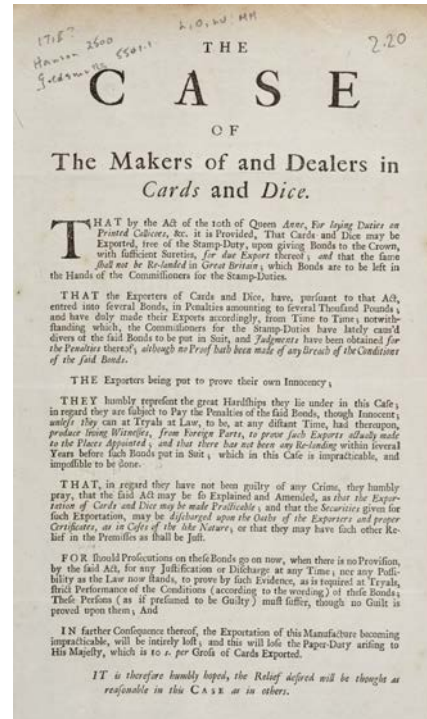 1718?
Hanson 2500
Goldsmiths 5501.1
2.20
THE
CASE
OF
The Makers of and Dealers in
Cards and Dice.
THAT by the Act of the 10th of Queen Anne, For laying Duties on
Printed Callicoes, &c. it is Provided, That Cards and Dice may be
Exported, free of the Stamp-Duty, upon giving Bonds to the Crown,
with sufficient Sureties, for due Export thereof; and that the same
shall not be Re-landed in Great Britain; which Bonds are to be left in
the Hands of the Commissioners for the Stamp-Duties.
THAT the Exporters of Cards and Dice, have, pursuant to that Act,
entred into several Bonds, in Penalties amounting to several Thousand Pounds;
and have duly made their Exports accordingly, from Time to Time; notwith-
standing which, the Commissioners for the Stamp-Duties have lately caus'd
divers of the said Bonds to be put in Suit, and Judgments have been obtained for
the Penalties thereof; although no Proof hath been made of any Breach of the Conditions
of the said Bonds.
THE Exporters being put to prove their own Innocency;
THEY humbly represent the great Hardships they lie under in this Case;
in regard they are subject to Pay the Penalties of the said Bonds, though Innocent;
unless they can at Tryals at Law, to be, at any distant Time, had thereupon,
produce living Witnesses, from Foreign Parts, to prove such Exports actually made
to the Places Appointed; and that there has not been any Re-landing within several
Years before such Bonds put in Suit; which in this Case is impracticable, and
impossible to be done.
THAT, in regard they have not been guilty of any Crime, they humbly
pray, that the said Act may be so Explained and Amended, as that the Expor-
tation of Cards and Dice may be made Practicable; and that the Securities given for
such Exportation, may be discharged upon the Oaths of the Exporters and proper
Certificates, as in Cases of the like Nature; or that they may have such other Re-
lief in the Premisses as shall be Just.
FOR should Prosecutions on these Bonds go on now, when there is no Provision,
by the said Act, for any Justification or Discharge at any Time; nor any Possi-
bility as the Law now stands, to prove by such Evidence, as is required at Tryals,
strict Performance of the Conditions (according to the wording) of these Bonds;
These Persons (as if presumed to be Guilty) must suffer, though no Guilt is
proved upon them; And
IN farther Consequence thereof, the Exportation of this Manufacture becoming
impracticable, will be intirely lost; and this will lose the Paper-Duty arising to
His Majesty, which is 10 s. per Gross of Cards Exported.
IT is therefore humbly hoped, the Relief desired will be thought as
reasonable in this CASE as in others.